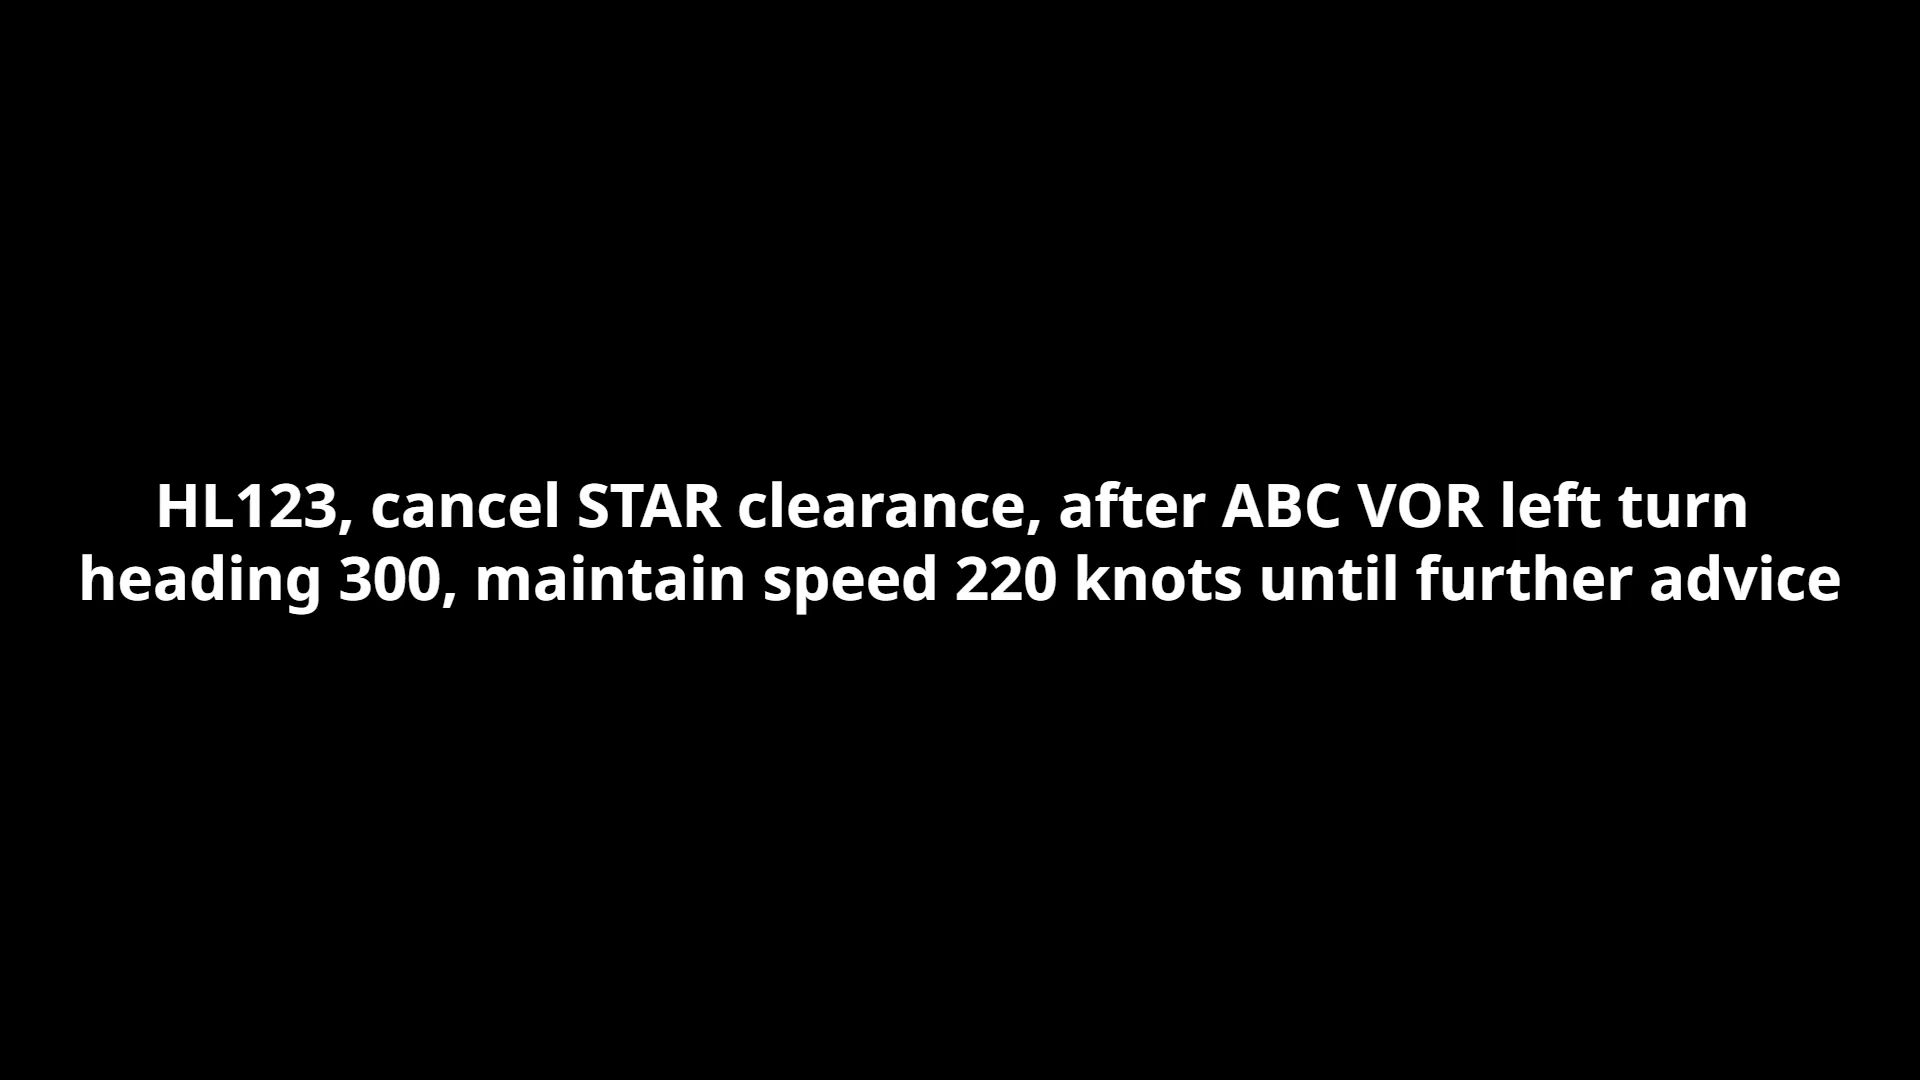 HL123, cancel STAR clearance, after ABC VOR left turn
heading 300, maintain speed 220 knots until further advice